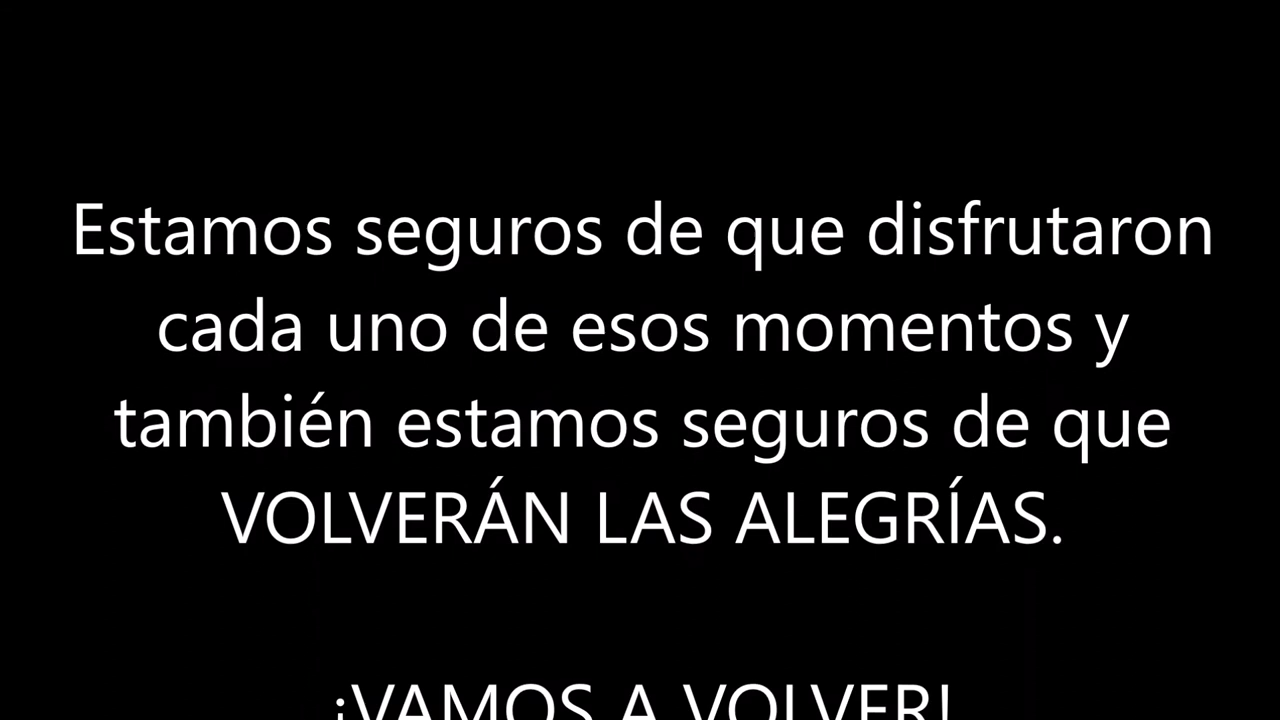 Estamos seguros de que disfrutaron
cada uno de esos momentos y
también estamos seguros de que
VOLVERÁN LAS ALEGRÍAS.
¡VAMOS A VOLVER!